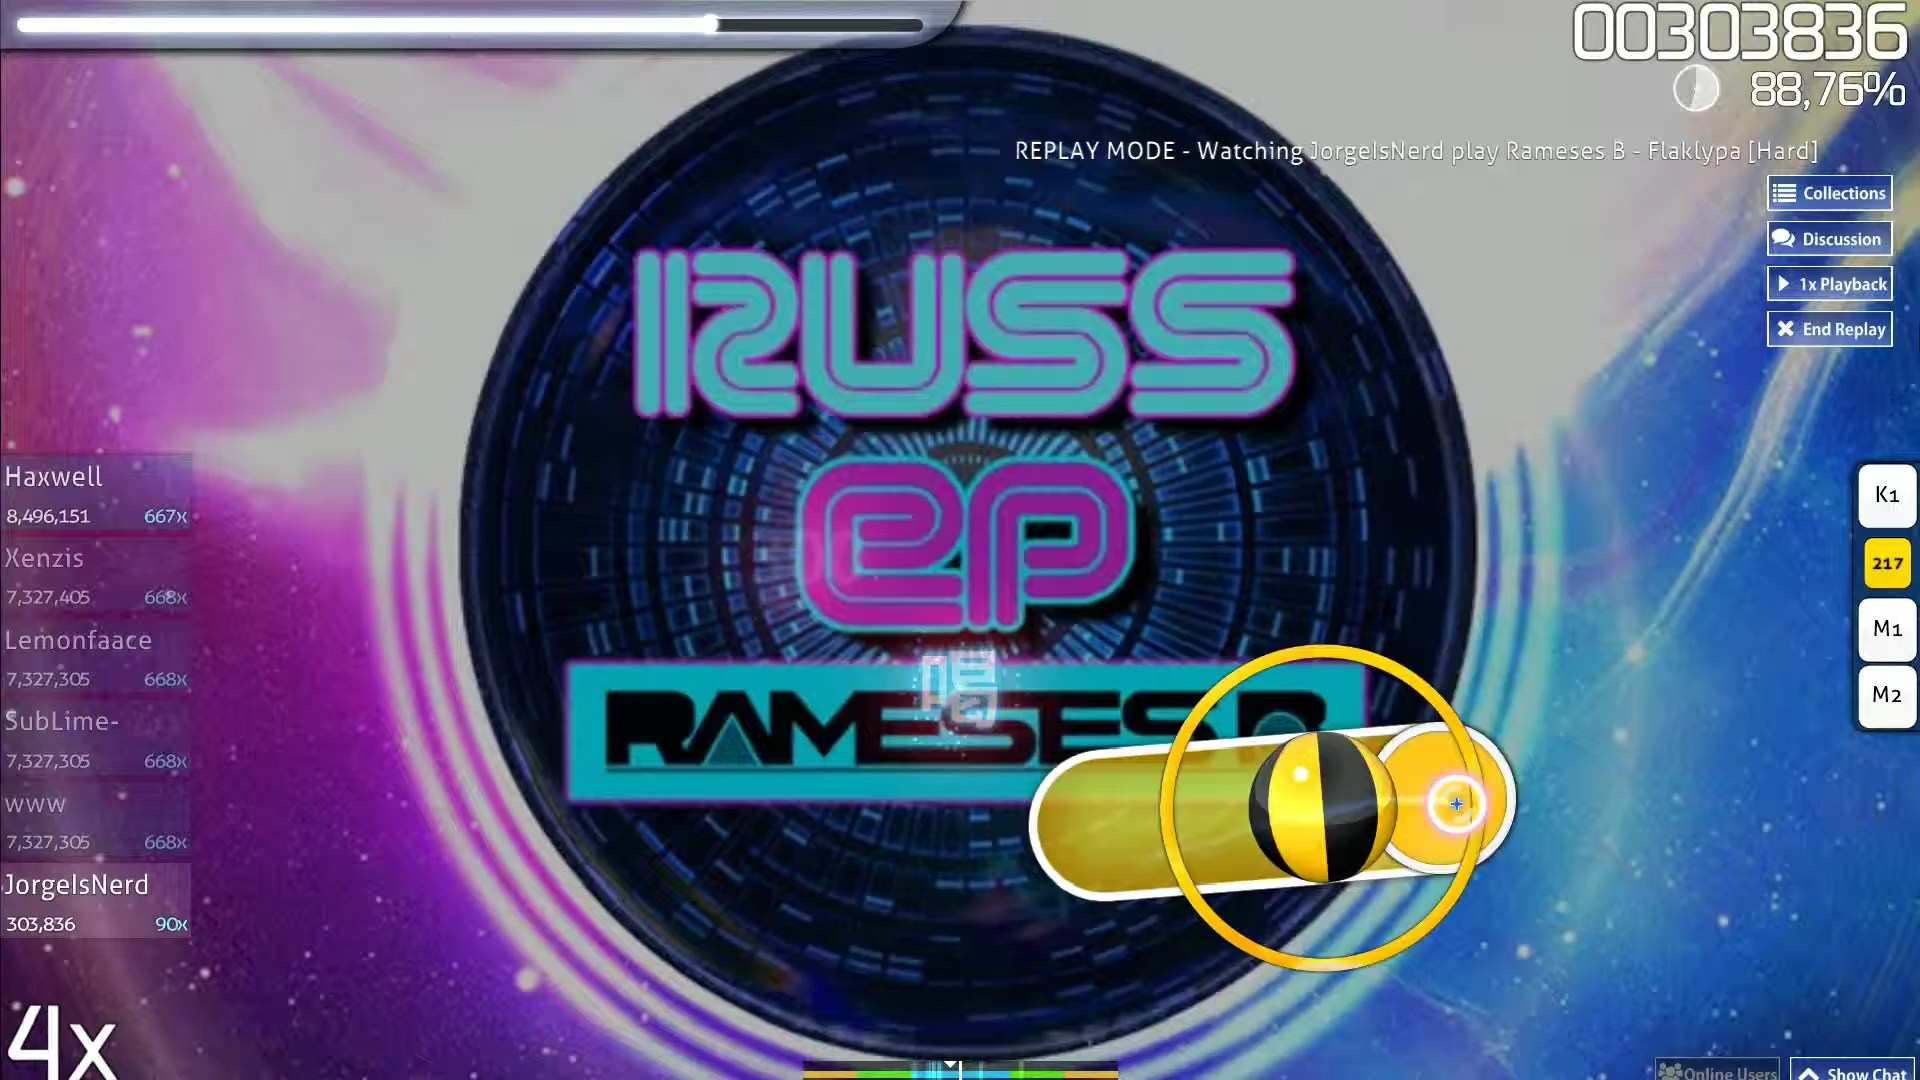 00303836
88,76%
REPLAY MODE - Watching JorgeIsNerd play Rameses B - Flaklypa [Hard]
Collections
Discussion
1x Playback
End Replay
RUSS
ep
RAMESES B
喝
Haxwell
8,496,151 667x
Xenzis
7,327,405 668x
Lemonfaace
7,327,305 668x
SubLime-
7,327,305 668x
www
7,327,305 668x
JorgeIsNerd
303,836 90x
K1
217
M1
M2
4x
Online Users
Show Chat